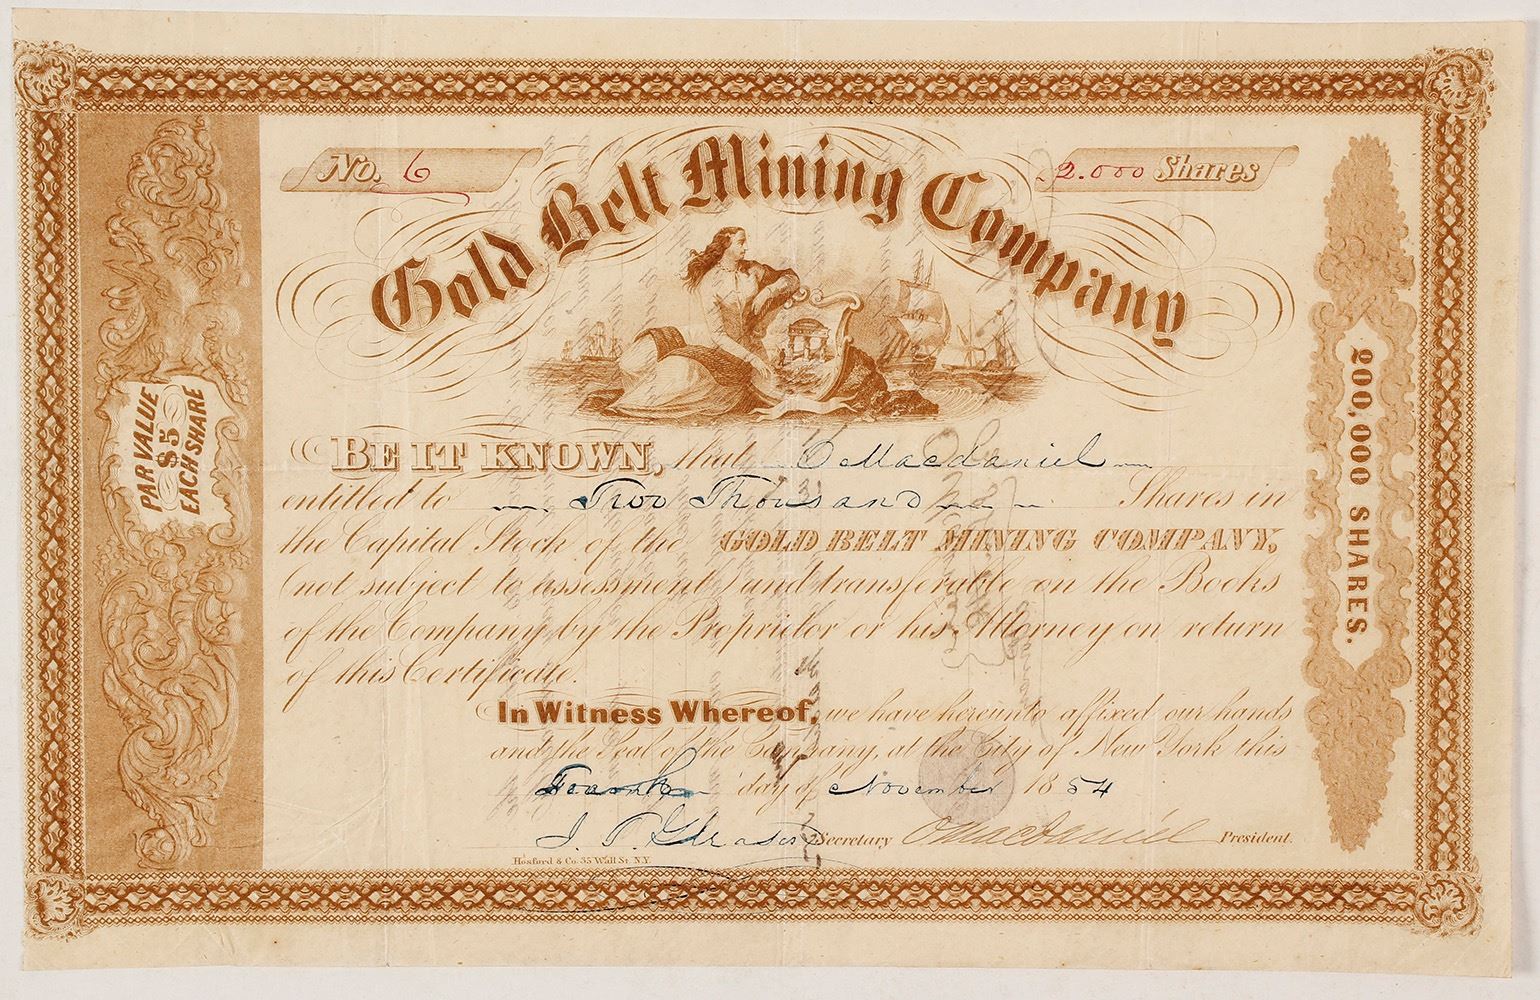 No. 6
2.000 Shares
Gold Belt Mining Company
PAR VALUE
$5
EACH SHARE
200,000 SHARES.
BE IT KNOWN, that O Macdaniel
entitled to Two Thousand Shares in
the Capital Stock of the GOLD BELT MINING COMPANY,
(not subject to assessment) and transferable on the Books
of the Company by the Proprietor or his Attorney on return
of this Certificate.
In Witness Whereof, we have hereunto affixed our hands
and the Seal of the Company, at the City of New York this
day of November 1854
Secretary O Macdaniel President.
Hosford & Co. 35 Wall St. N.Y.